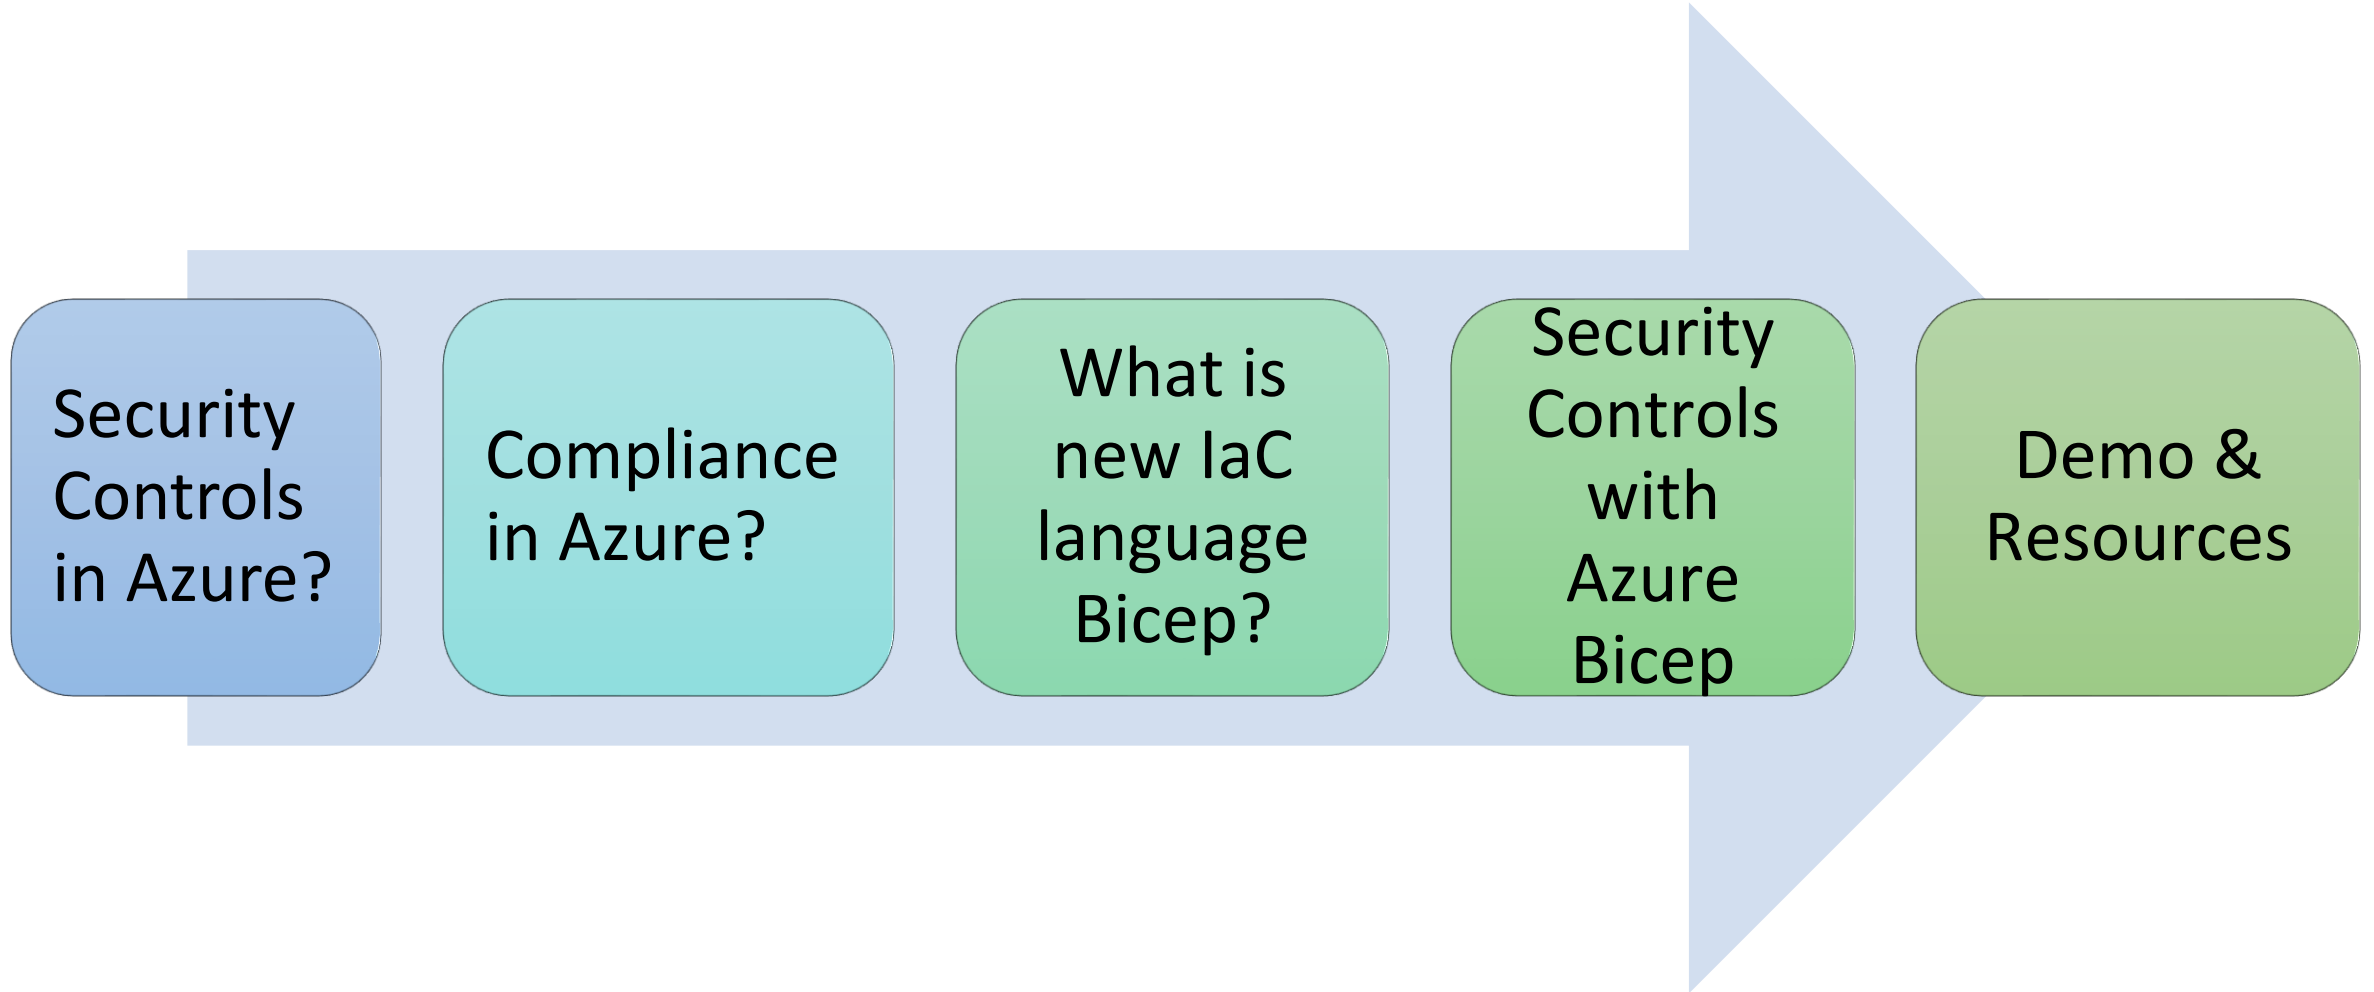 Security
Controls
in Azure?
Compliance
in Azure?
What is
new IaC
language
Bicep?
Security
Controls
with
Azure
Bicep
Demo &
Resources